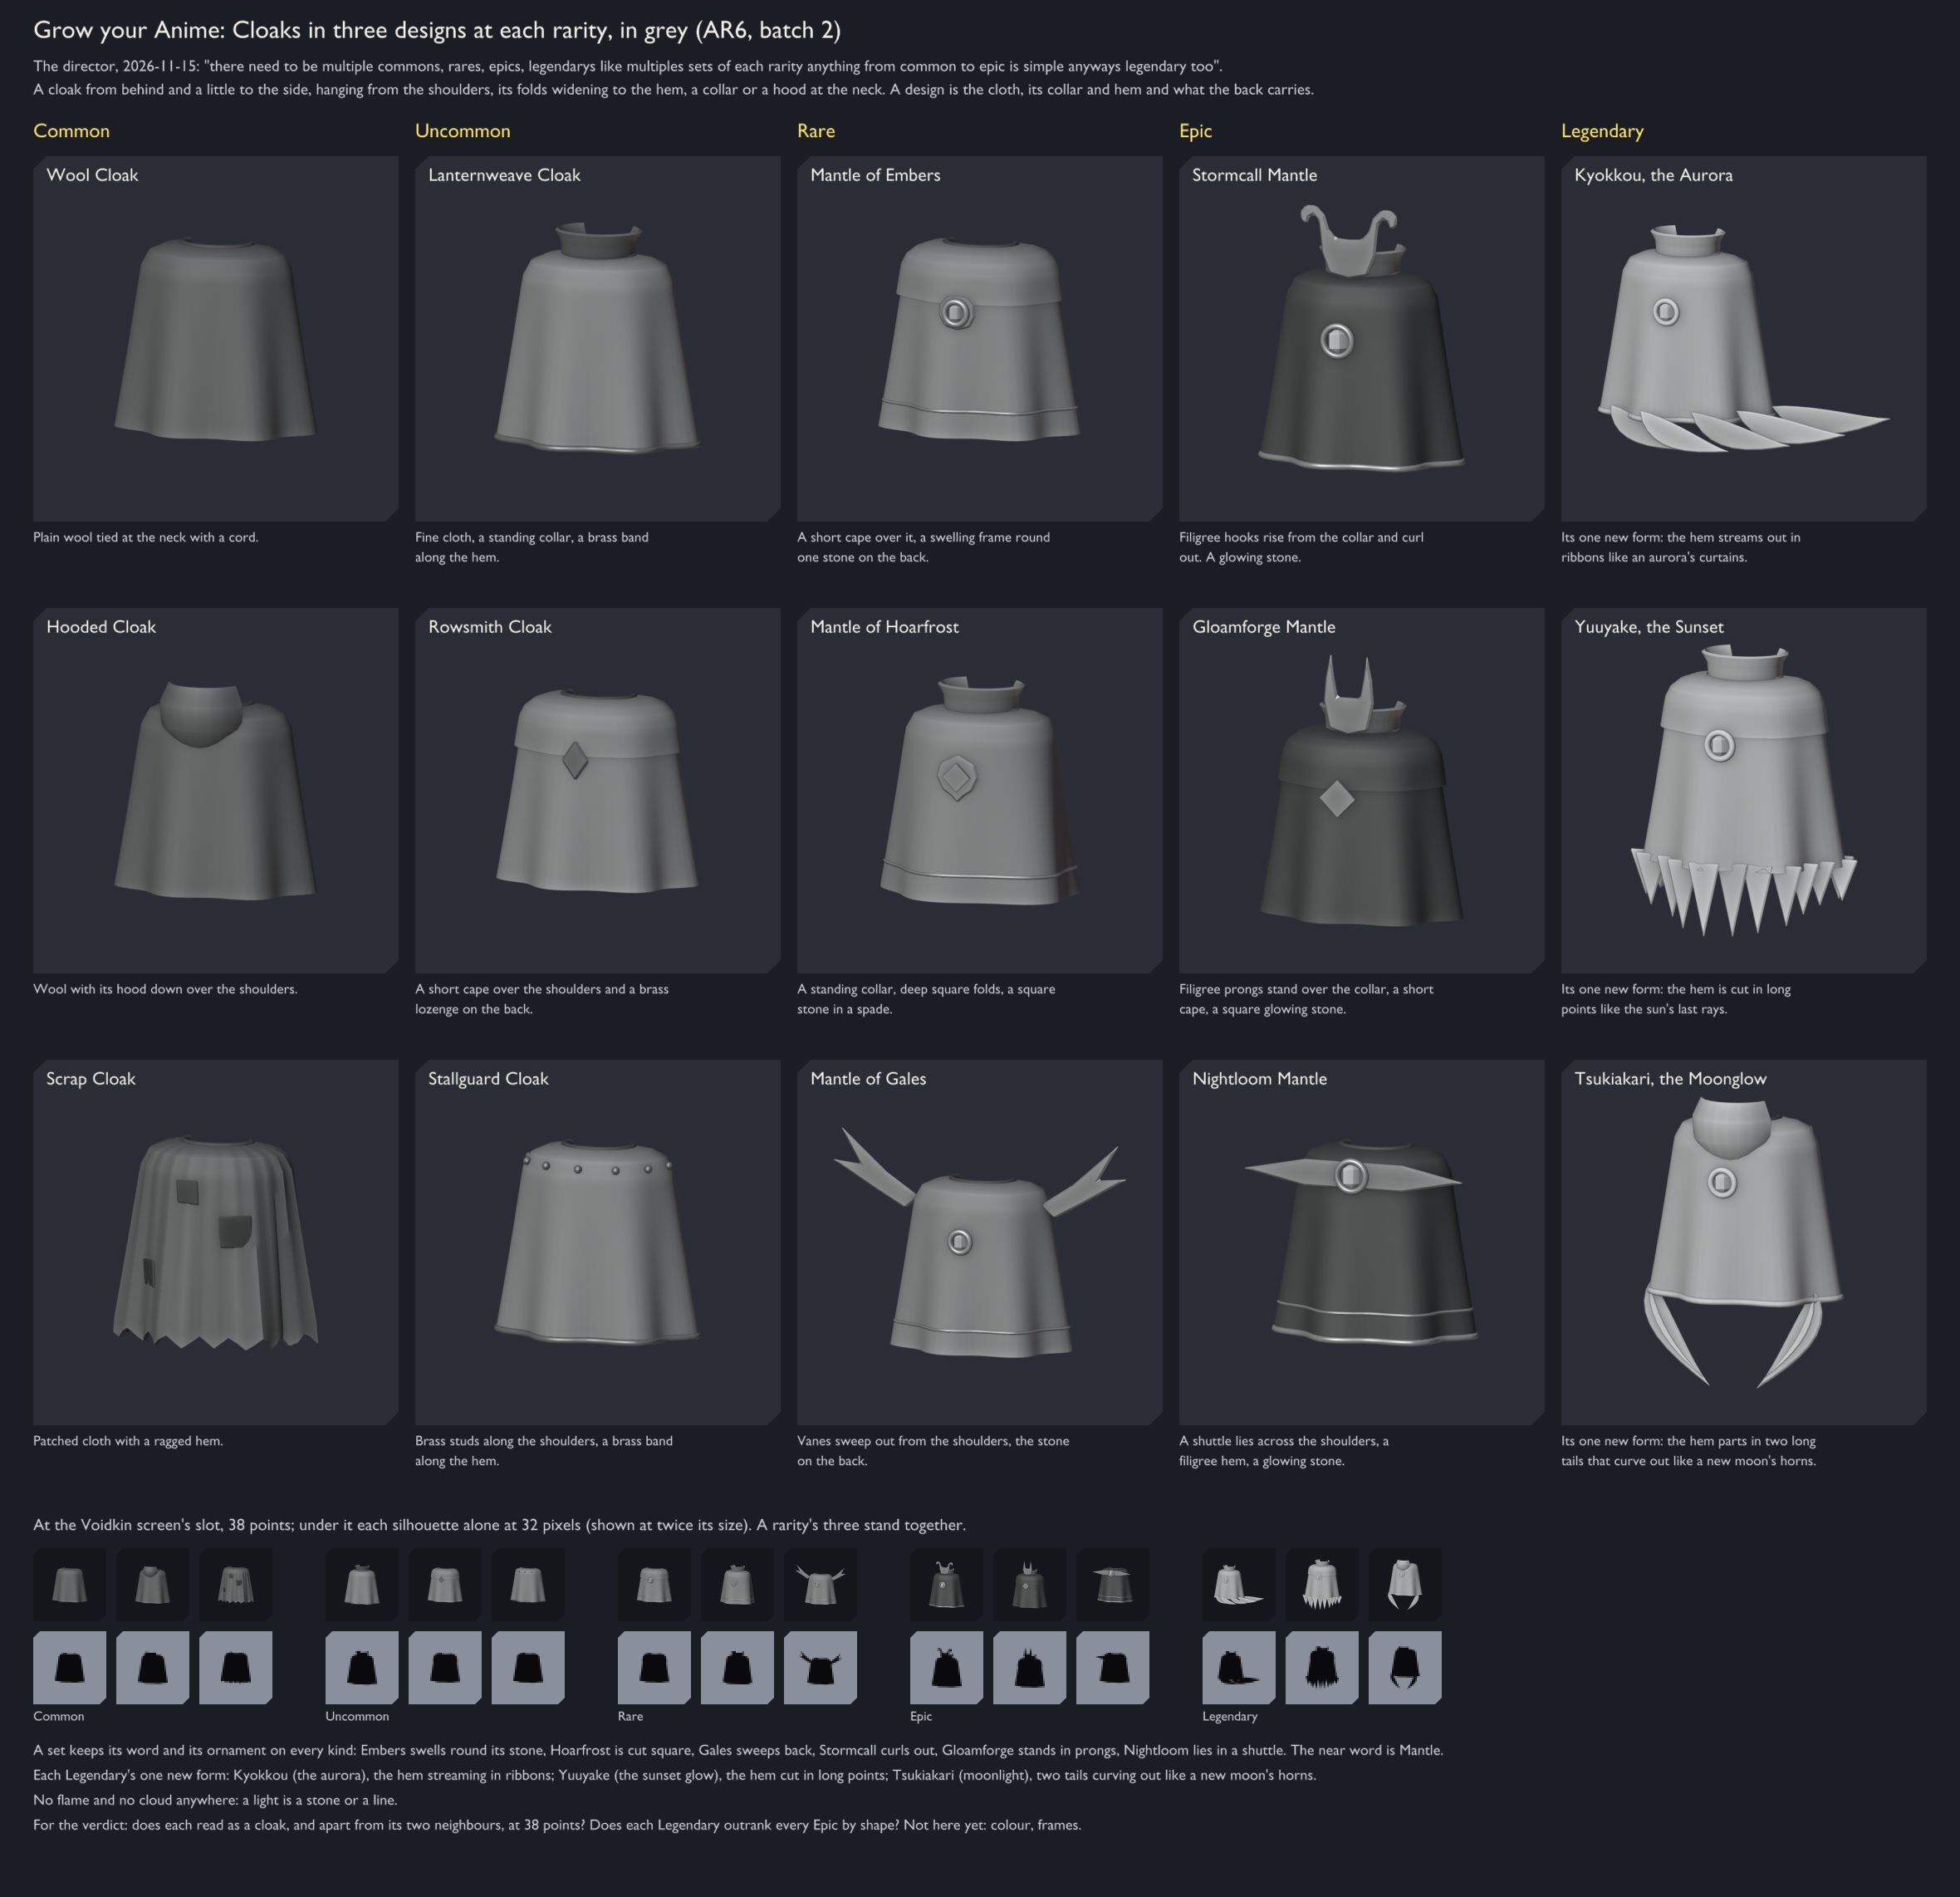 Grow your Anime: Cloaks in three designs at each rarity, in grey (AR6, batch 2)
The director, 2026-11-15: "there need to be multiple commons, rares, epics, legendarys like multiples sets of each rarity anything from common to epic is simple anyways legendary too".
A cloak from behind and a little to the side, hanging from the shoulders, its folds widening to the hem, a collar or a hood at the neck. A design is the cloth, its collar and hem and what the back carries.
Common
Uncommon
Rare
Epic
Legendary
Wool Cloak
Lanternweave Cloak
Mantle of Embers
Stormcall Mantle
Kyokkou, the Aurora
Plain wool tied at the neck with a cord.
Fine cloth, a standing collar, a brass band
along the hem.
A short cape over it, a swelling frame round
one stone on the back.
Filigree hooks rise from the collar and curl
out. A glowing stone.
Its one new form: the hem streams out in
ribbons like an aurora's curtains.
Hooded Cloak
Rowsmith Cloak
Mantle of Hoarfrost
Gloamforge Mantle
Yuuyake, the Sunset
Wool with its hood down over the shoulders.
A short cape over the shoulders and a brass
lozenge on the back.
A standing collar, deep square folds, a square
stone in a spade.
Filigree prongs stand over the collar, a short
cape, a square glowing stone.
Its one new form: the hem is cut in long
points like the sun's last rays.
Scrap Cloak
Stallguard Cloak
Mantle of Gales
Nightloom Mantle
Tsukiakari, the Moonglow
Patched cloth with a ragged hem.
Brass studs along the shoulders, a brass band
along the hem.
Vanes sweep out from the shoulders, the stone
on the back.
A shuttle lies across the shoulders, a
filigree hem, a glowing stone.
Its one new form: the hem parts in two long
tails that curve out like a new moon's horns.
At the Voidkin screen's slot, 38 points; under it each silhouette alone at 32 pixels (shown at twice its size). A rarity's three stand together.
Common
Uncommon
Rare
Epic
Legendary
A set keeps its word and its ornament on every kind: Embers swells round its stone, Hoarfrost is cut square, Gales sweeps back, Stormcall curls out, Gloamforge stands in prongs, Nightloom lies in a shuttle. The near word is Mantle.
Each Legendary's one new form: Kyokkou (the aurora), the hem streaming in ribbons; Yuuyake (the sunset glow), the hem cut in long points; Tsukiakari (moonlight), two tails curving out like a new moon's horns.
No flame and no cloud anywhere: a light is a stone or a line.
For the verdict: does each read as a cloak, and apart from its two neighbours, at 38 points? Does each Legendary outrank every Epic by shape? Not here yet: colour, frames.